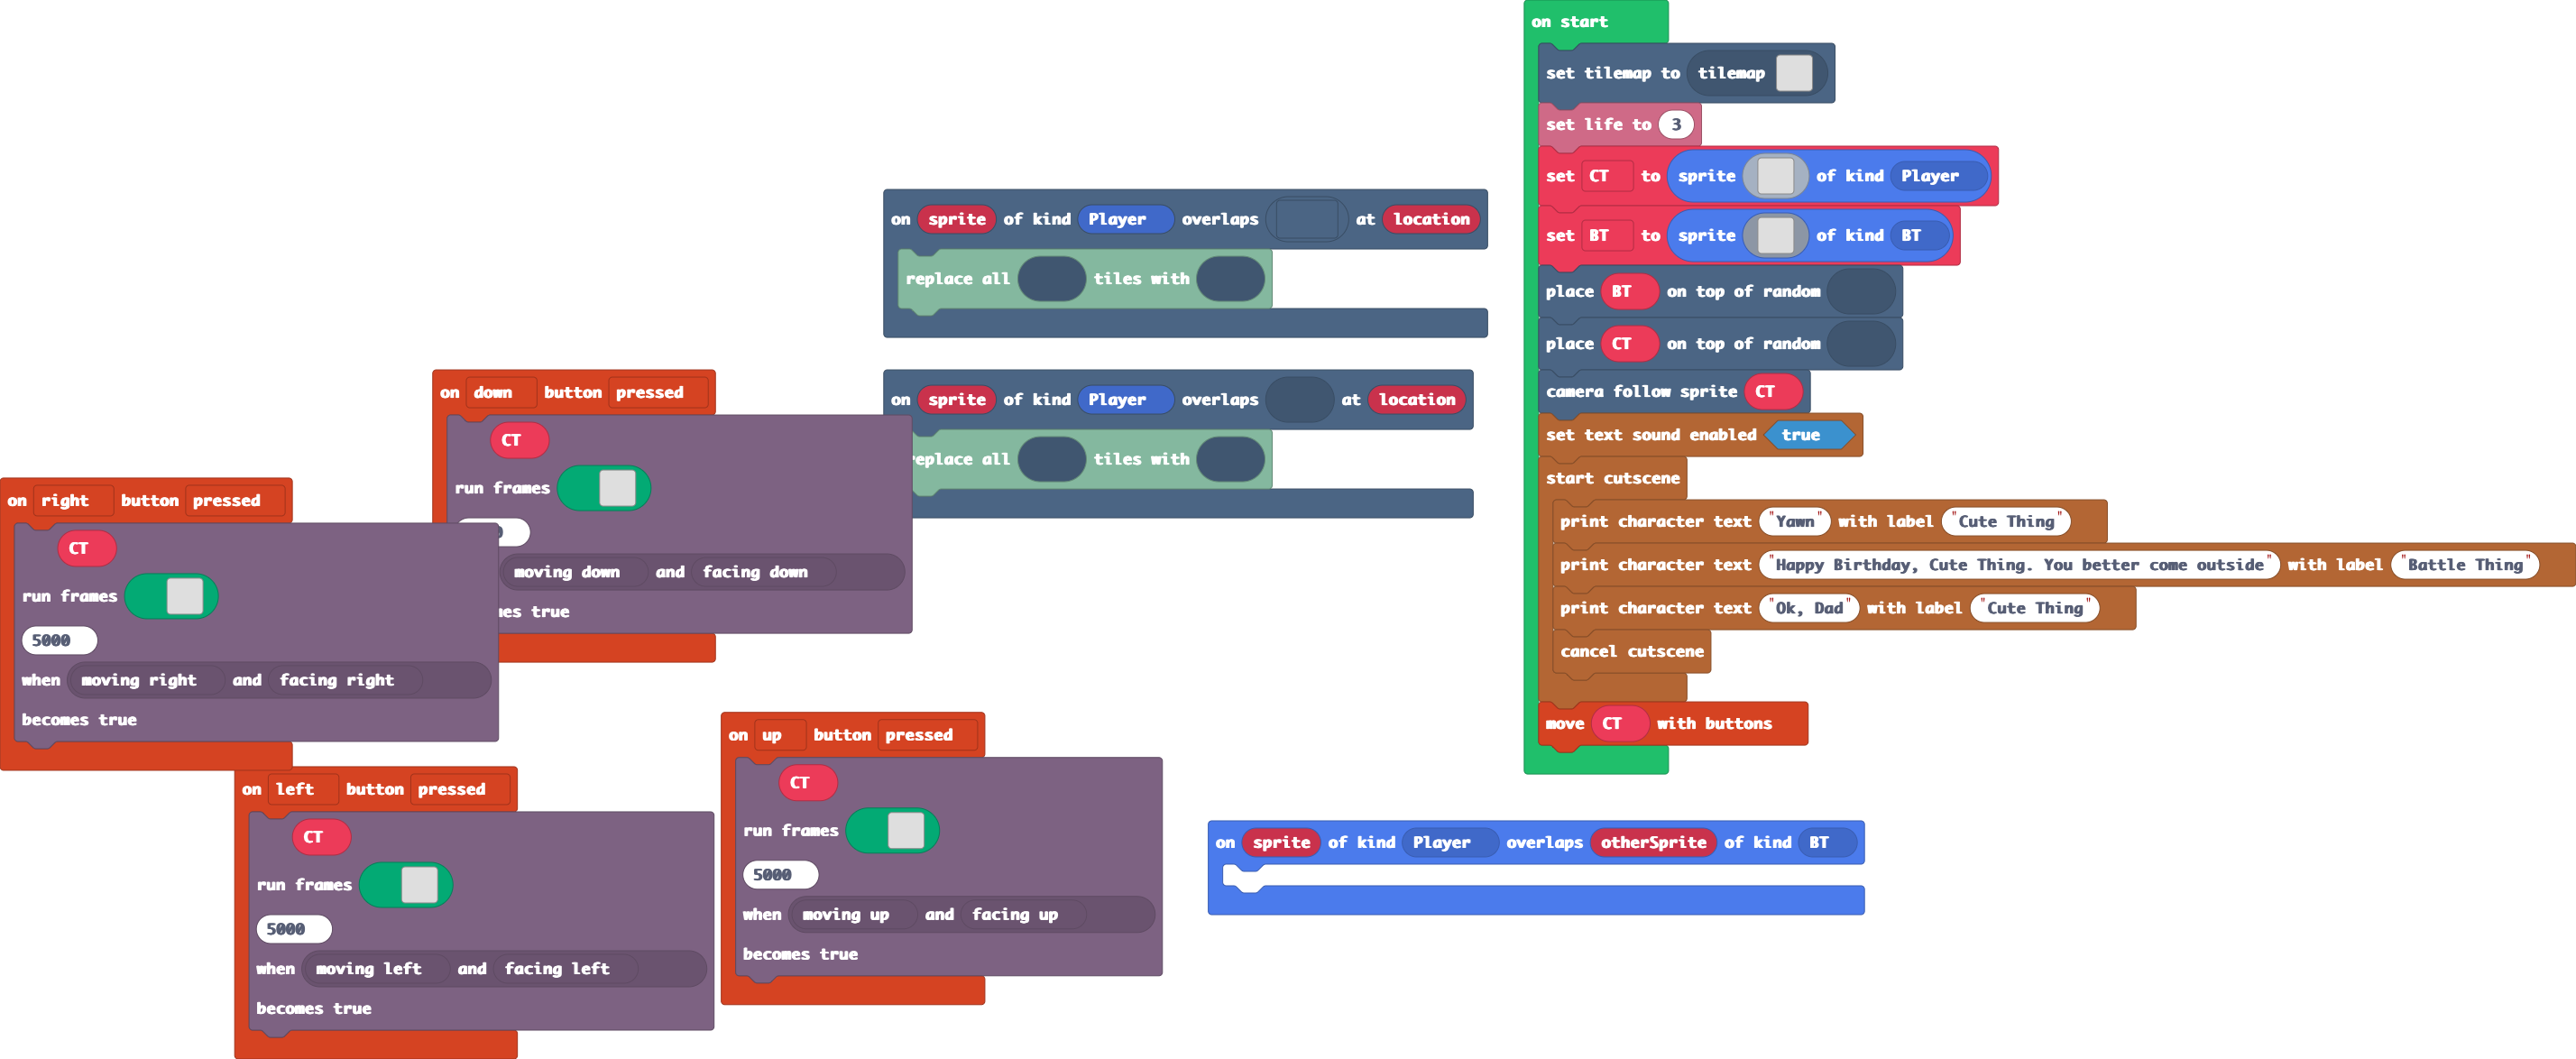 on start
set tilemap to tilemap
set life to 3
set CT to sprite of kind Player
set BT to sprite of kind BT
place BT on top of random
place CT on top of random
camera follow sprite CT
set text sound enabled true
start cutscene
print character text "Yawn" with label "Cute Thing"
print character text "Happy Birthday, Cute Thing. You better come outside" with label "Battle Thing"
print character text "Ok, Dad" with label "Cute Thing"
cancel cutscene
move CT with buttons
on sprite of kind Player overlaps at location
replace all tiles with
on sprite of kind Player overlaps at location
replace all tiles with
on down button pressed
CT
run frames
moving down and facing down
true
on right button pressed
CT
run frames
5000
when moving right and facing right
becomes true
on left button pressed
CT
run frames
5000
when moving left and facing left
becomes true
on up button pressed
CT
run frames
5000
when moving up and facing up
becomes true
on sprite of kind Player overlaps otherSprite of kind BT